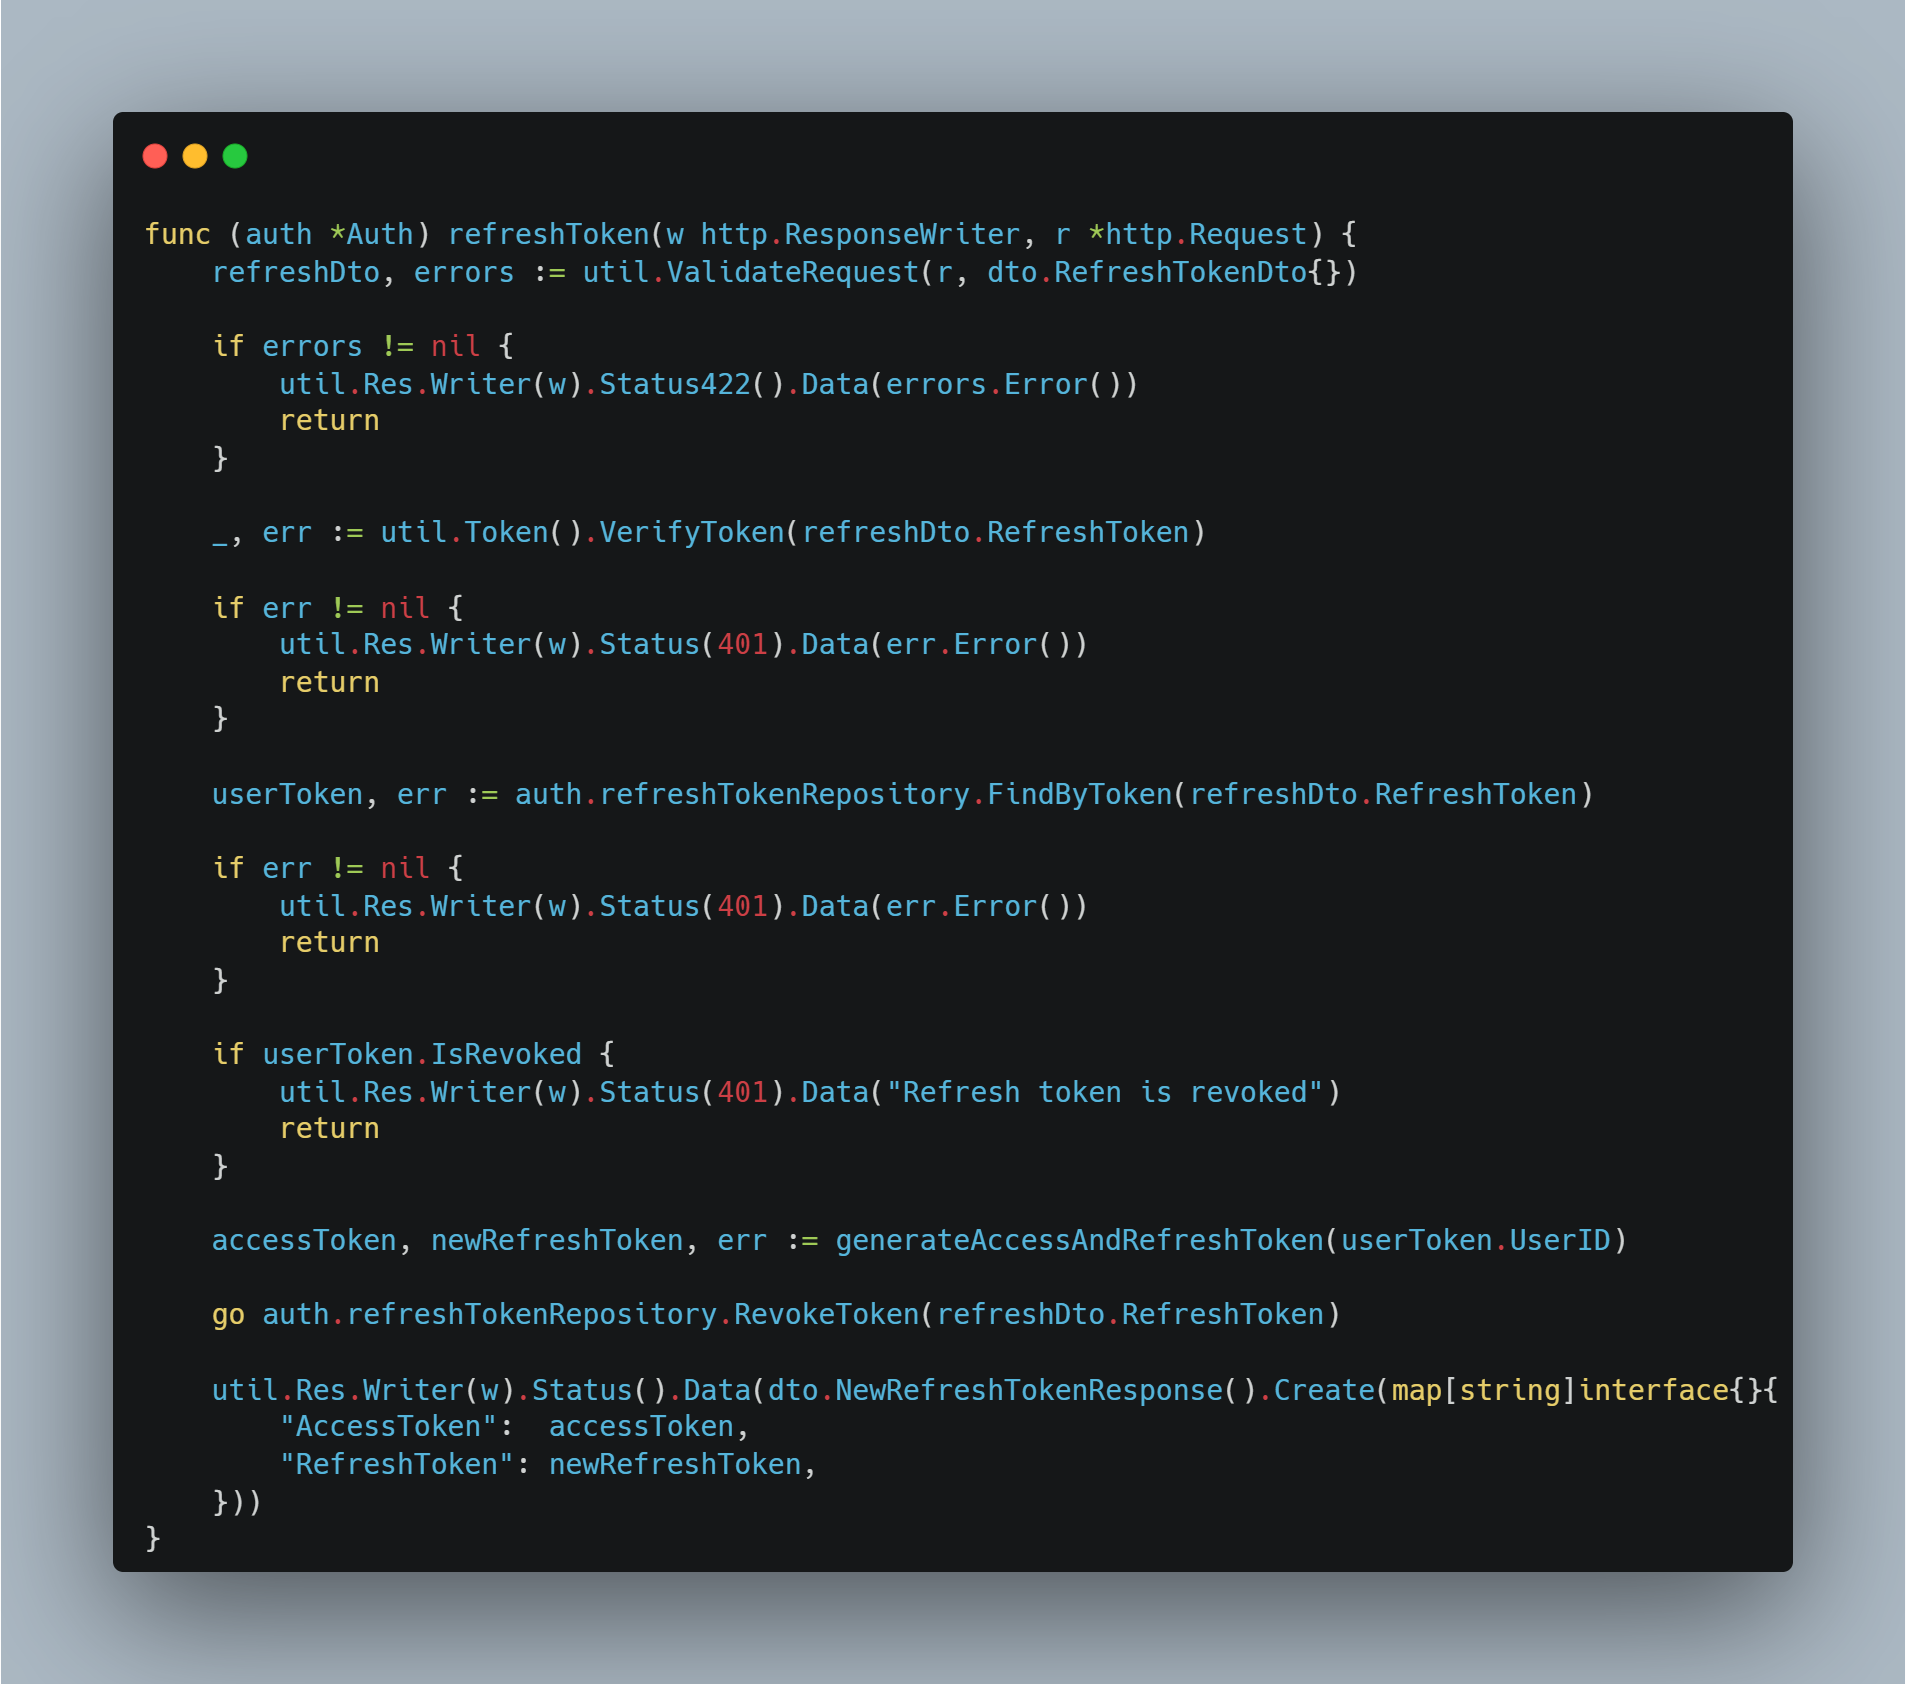 func (auth *Auth) refreshToken(w http.ResponseWriter, r *http.Request) {
    refreshDto, errors := util.ValidateRequest(r, dto.RefreshTokenDto{})

    if errors != nil {
        util.Res.Writer(w).Status422().Data(errors.Error())
        return
    }

    _, err := util.Token().VerifyToken(refreshDto.RefreshToken)

    if err != nil {
        util.Res.Writer(w).Status(401).Data(err.Error())
        return
    }

    userToken, err := auth.refreshTokenRepository.FindByToken(refreshDto.RefreshToken)

    if err != nil {
        util.Res.Writer(w).Status(401).Data(err.Error())
        return
    }

    if userToken.IsRevoked {
        util.Res.Writer(w).Status(401).Data("Refresh token is revoked")
        return
    }

    accessToken, newRefreshToken, err := generateAccessAndRefreshToken(userToken.UserID)

    go auth.refreshTokenRepository.RevokeToken(refreshDto.RefreshToken)

    util.Res.Writer(w).Status().Data(dto.NewRefreshTokenResponse().Create(map[string]interface{}{
        "AccessToken":  accessToken,
        "RefreshToken": newRefreshToken,
    }))
}